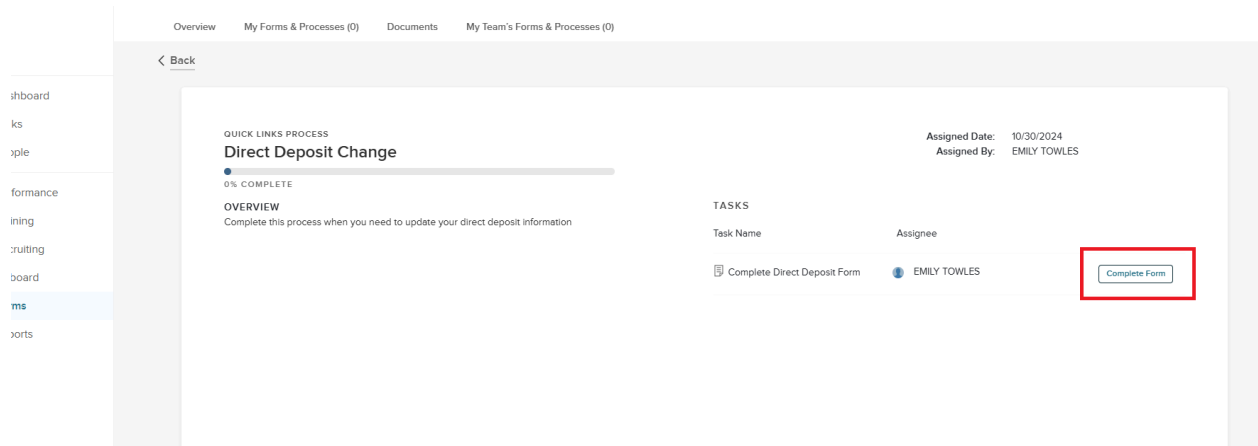 Overview My Forms & Processes (0) Documents My Team's Forms & Processes (0)
Back
shboard
ks
ople
formance
ining
cruiting
board
ms
ports
QUICK LINKS PROCESS
Direct Deposit Change
0% COMPLETE
OVERVIEW
Complete this process when you need to update your direct deposit information
Assigned Date: 10/30/2024
Assigned By: EMILY TOWLES
TASKS
Task Name Assignee
Complete Direct Deposit Form EMILY TOWLES Complete Form